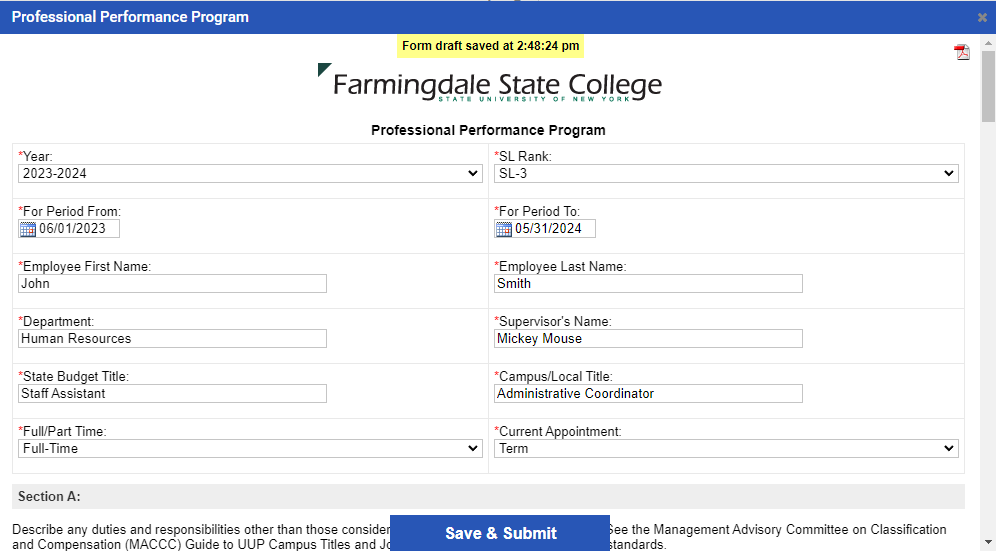 Professional Performance Program
Form draft saved at 2:48:24 pm
Farmingdale State College
STATE UNIVERSITY OF NEW YORK
Professional Performance Program
*Year: *SL Rank:
2023-2024 SL-3
*For Period From: *For Period To:
06/01/2023 05/31/2024
*Employee First Name: *Employee Last Name:
John Smith
*Department: *Supervisor's Name:
Human Resources Mickey Mouse
*State Budget Title: *Campus/Local Title:
Staff Assistant Administrative Coordinator
*Full/Part Time: *Current Appointment:
Full-Time Term
Section A:
Describe any duties and responsibilities other than those See the Management Advisory Committee on Classification
and Compensation (MACCC) Guide to UUP Campus Titles and standards.
Save & Submit